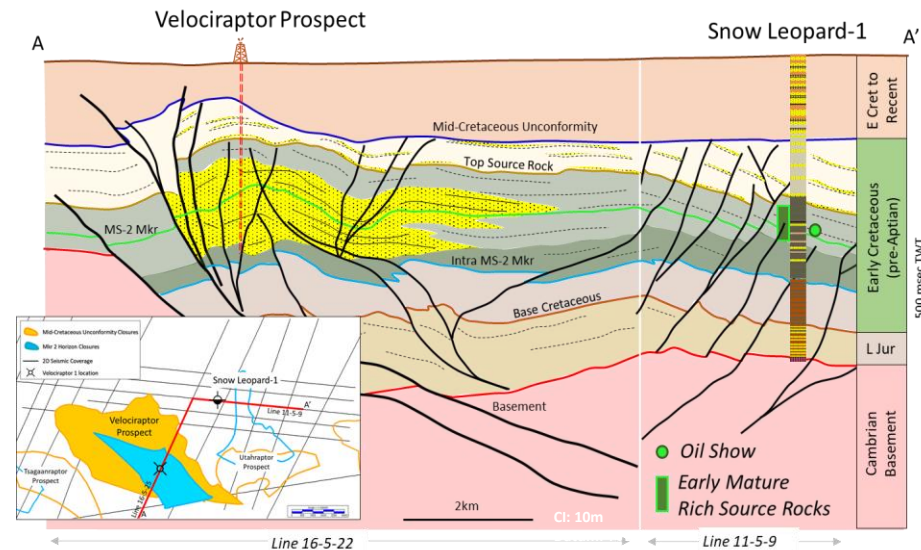 Velociraptor Prospect
Snow Leopard-1
A
A'
E Cret to
Recent
Mid-Cretaceous Unconformity
Top Source Rock
MS-2 Mkr
Intra MS-2 Mkr
Early Cretaceous
(pre-Aptian)
500 msec TWT
Base Cretaceous
L Jur
Basement
Cambrian
Basement
Mid-Cretaceous Unconformity Closures
Mkr 2 Horizon Closures
2D Seismic Coverage
Velociraptor 1 location
Snow Leopard-1
A'
Line 11-5-9
Velociraptor
Prospect
Utahraptor
Prospect
Tsagaanraptor
Prospect
A
Oil Show
Early Mature
Rich Source Rocks
2km
CI: 10m
Line 16-5-22
Line 11-5-9